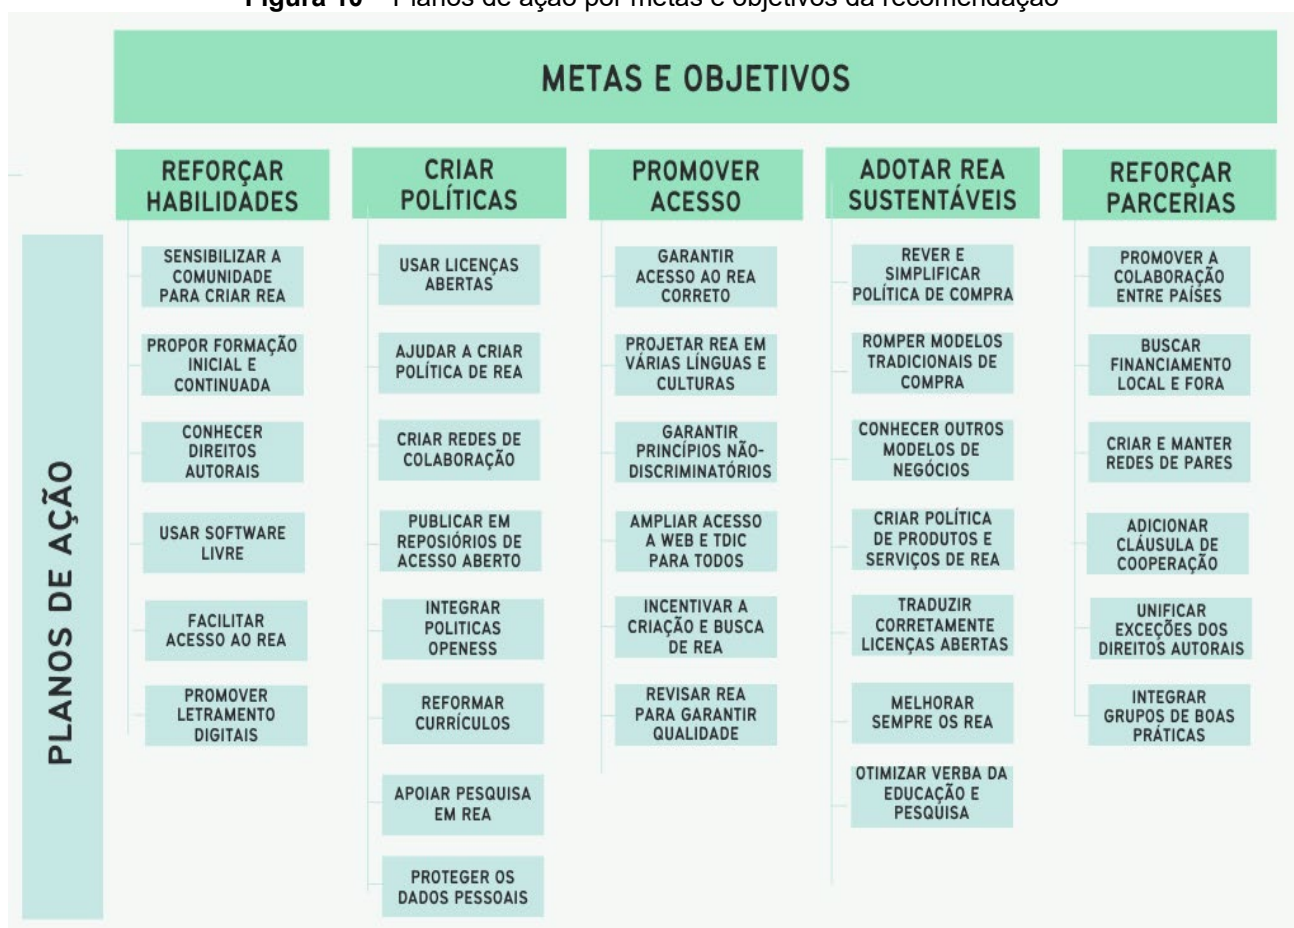 Figura 10 – Planos de ação por metas e objetivos da recomendação
METAS E OBJETIVOS
REFORÇAR
HABILIDADES
SENSIBILIZAR A
COMUNIDADE
PARA CRIAR REA
PROPOR FORMAÇÃO
INICIAL E
CONTINUADA
CONHECER
DIREITOS
AUTORAIS
USAR SOFTWARE
LIVRE
FACILITAR
ACESSO AO REA
PROMOVER
LETRAMENTO
DIGITAIS
CRIAR
POLÍTICAS
USAR LICENÇAS
ABERTAS
AJUDAR A CRIAR
POLÍTICA DE REA
CRIAR REDES DE
COLABORAÇÃO
PUBLICAR EM
REPOSIÓRIOS DE
ACESSO ABERTO
INTEGRAR
POLITICAS
OPENESS
REFORMAR
CURRÍCULOS
APOIAR PESQUISA
EM REA
PROTEGER OS
DADOS PESSOAIS
PROMOVER
ACESSO
GARANTIR
ACESSO AO REA
CORRETO
PROJETAR REA EM
VÁRIAS LÍNGUAS E
CULTURAS
GARANTIR
PRINCÍPIOS NÃO-
DISCRIMINATÓRIOS
AMPLIAR ACESSO
A WEB E TDIC
PARA TODOS
INCENTIVAR A
CRIAÇÃO E BUSCA
DE REA
REVISAR REA
PARA GARANTIR
QUALIDADE
ADOTAR REA
SUSTENTÁVEIS
REVER E
SIMPLIFICAR
POLÍTICA DE COMPRA
ROMPER MODELOS
TRADICIONAIS DE
COMPRA
CONHECER OUTROS
MODELOS DE
NEGÓCIOS
CRIAR POLÍTICA
DE PRODUTOS E
SERVIÇOS DE REA
TRADUZIR
CORRETAMENTE
LICENÇAS ABERTAS
MELHORAR
SEMPRE OS REA
OTIMIZAR VERBA DA
EDUCAÇÃO E
PESQUISA
REFORÇAR
PARCERIAS
PROMOVER A
COLABORAÇÃO
ENTRE PAÍSES
BUSCAR
FINANCIAMENTO
LOCAL E FORA
CRIAR E MANTER
REDES DE PARES
ADICIONAR
CLÁUSULA DE
COOPERAÇÃO
UNIFICAR
EXCEÇÕES DOS
DIREITOS AUTORAIS
INTEGRAR
GRUPOS DE BOAS
PRÁTICAS
PLANOS DE AÇÃO